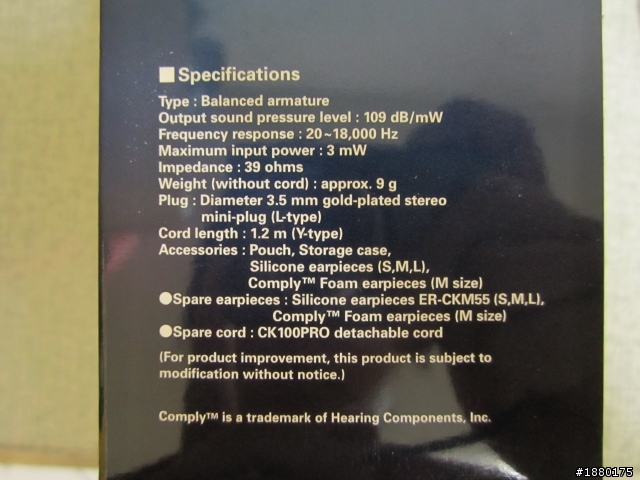 ■ Specifications
Type : Balanced armature
Output sound pressure level : 109 dB/mW
Frequency response : 20~18,000 Hz
Maximum input power : 3 mW
Impedance : 39 ohms
Weight (without cord) : approx. 9 g
Plug : Diameter 3.5 mm gold-plated stereo
mini-plug (L-type)
Cord length : 1.2 m (Y-type)
Accessories : Pouch, Storage case,
Silicone earpieces (S,M,L),
Comply™ Foam earpieces (M size)
●Spare earpieces : Silicone earpieces ER-CKM55 (S,M,L),
Comply™ Foam earpieces (M size)
●Spare cord : CK100PRO detachable cord
(For product improvement, this product is subject to
modification without notice.)
Comply™ is a trademark of Hearing Components, Inc.
#1880175